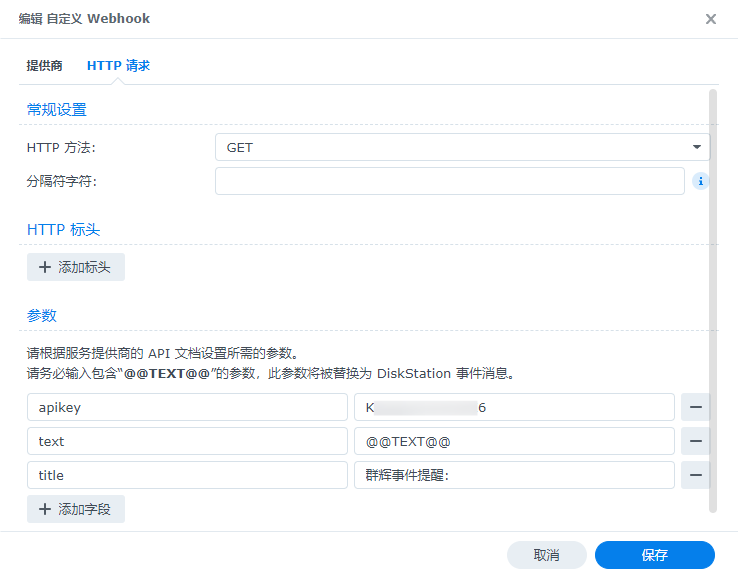 编辑 自定义 Webhook
提供商 HTTP 请求
常规设置
HTTP 方法: GET
分隔符字符:
HTTP 标头
添加标头
参数
请根据服务提供商的 API 文档设置所需的参数。
请务必输入包含“@@TEXT@@”的参数，此参数将被替换为 DiskStation 事件消息。
apikey K 6
text @@TEXT@@
title 群辉事件提醒:
添加字段
取消 保存